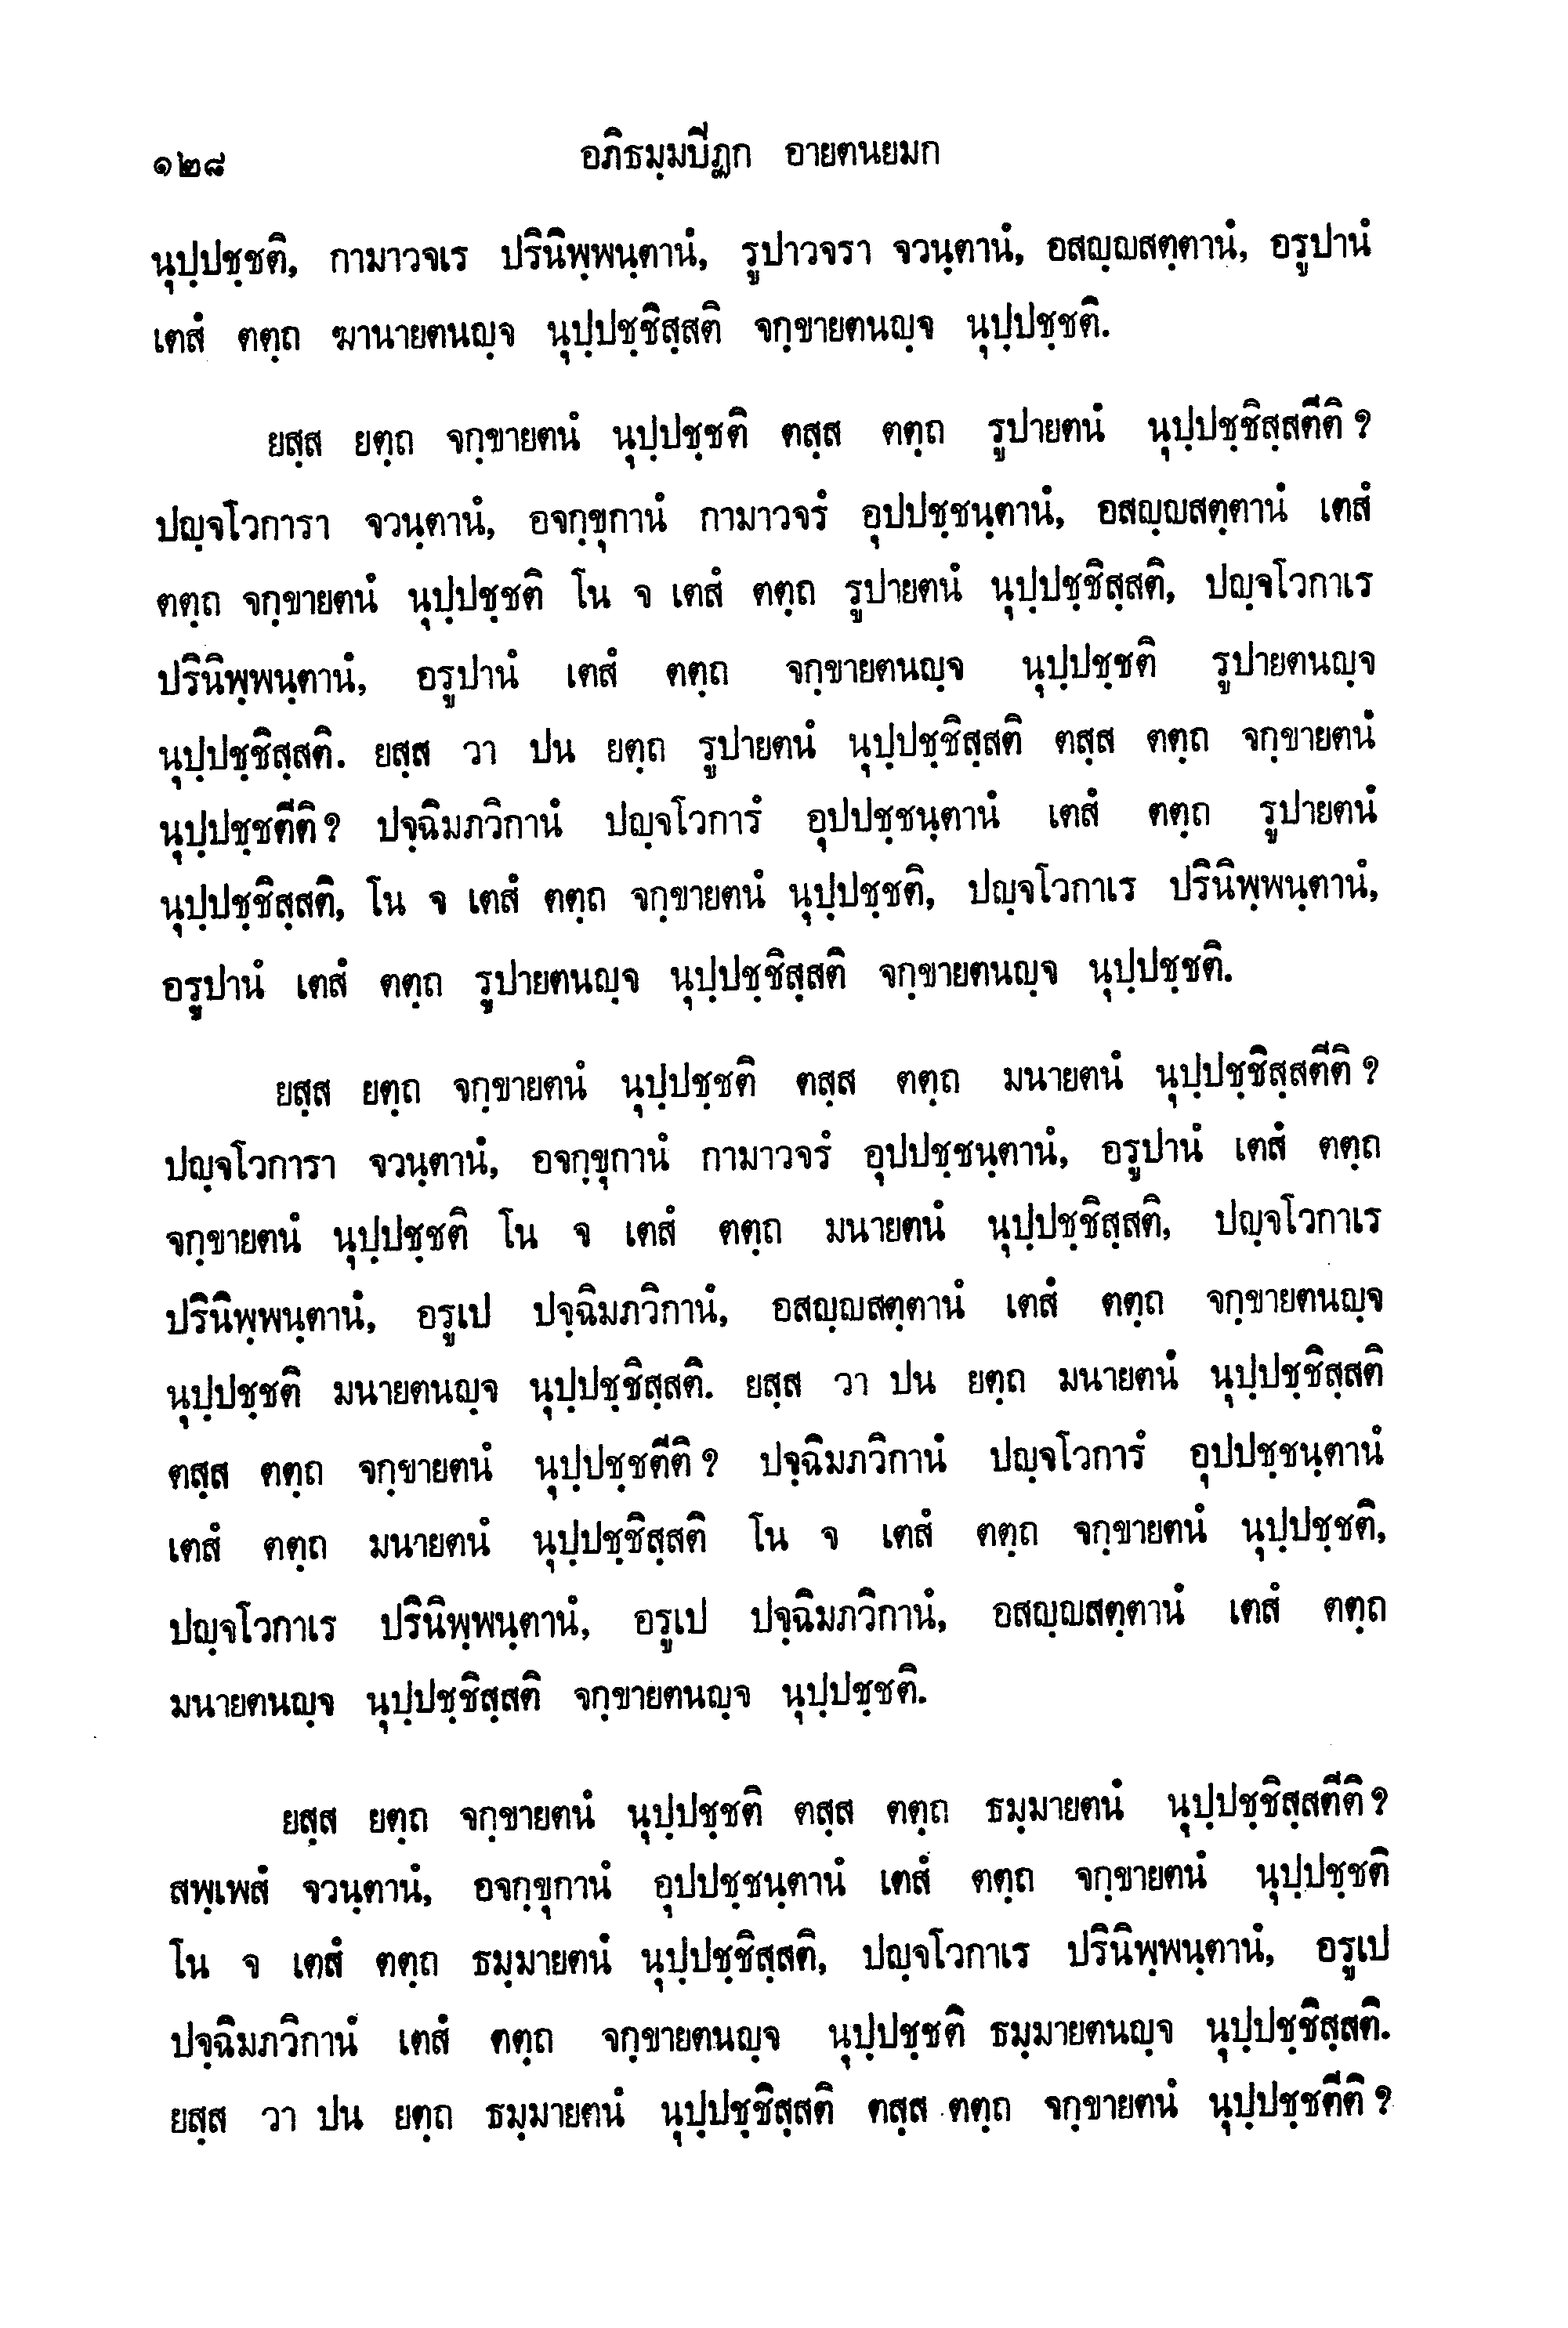 ๑๒๘ อภิธมฺมปีฏก อายตนยมก
นุปฺปชฺชติ, กามาวจเร ปรินิพฺพนฺตานํ, รูปาวจรา จวนฺตานํ, อสญฺญสตฺตานํ, อรูปานํ
เตสํ ตตฺถ ฆานายตนญฺจ นุปฺปชฺชิสฺสติ จกฺขายตนญฺจ นุปฺปชฺชติ.
ยสฺส ยตฺถ จกฺขายตนํ นุปฺปชฺชติ ตสฺส ตตฺถ รูปายตนํ นุปฺปชฺชิสฺสตีติ ?
ปญฺจโวการา จวนฺตานํ, อจกฺขุกานํ กามาวจรํ อุปปชฺชนฺตานํ, อสญฺญสตฺตานํ เตสํ
ตตฺถ จกฺขายตนํ นุปฺปชฺชติ โน จ เตสํ ตตฺถ รูปายตนํ นุปฺปชฺชิสฺสติ, ปญฺจโวกาเร
ปรินิพฺพนฺตานํ, อรูปานํ เตสํ ตตฺถ จกฺขายตนญฺจ นุปฺปชฺชติ รูปายตนญฺจ
นุปฺปชฺชิสฺสติ. ยสฺส วา ปน ยตฺถ รูปายตนํ นุปฺปชฺชิสฺสติ ตสฺส ตตฺถ จกฺขายตนํ
นุปฺปชฺชตีติ ? ปจฺฉิมภวิกานํ ปญฺจโวการํ อุปปชฺชนฺตานํ เตสํ ตตฺถ รูปายตนํ
นุปฺปชฺชิสฺสติ, โน จ เตสํ ตตฺถ จกฺขายตนํ นุปฺปชฺชติ, ปญฺจโวกาเร ปรินิพฺพนฺตานํ,
อรูปานํ เตสํ ตตฺถ รูปายตนญฺจ นุปฺปชฺชิสฺสติ จกฺขายตนญฺจ นุปฺปชฺชติ.
ยสฺส ยตฺถ จกฺขายตนํ นุปฺปชฺชติ ตสฺส ตตฺถ มนายตนํ นุปฺปชฺชิสฺสตีติ ?
ปญฺจโวการา จวนฺตานํ, อจกฺขุกานํ กามาวจรํ อุปปชฺชนฺตานํ, อรูปานํ เตสํ ตตฺถ
จกฺขายตนํ นุปฺปชฺชติ โน จ เตสํ ตตฺถ มนายตนํ นุปฺปชฺชิสฺสติ, ปญฺจโวกาเร
ปรินิพฺพนฺตานํ, อรูเป ปจฺฉิมภวิกานํ, อสญฺญสตฺตานํ เตสํ ตตฺถ จกฺขายตนญฺจ
นุปฺปชฺชติ มนายตนญฺจ นุปฺปชฺชิสฺสติ. ยสฺส วา ปน ยตฺถ มนายตนํ นุปฺปชฺชิสฺสติ
ตสฺส ตตฺถ จกฺขายตนํ นุปฺปชฺชตีติ ? ปจฺฉิมภวิกานํ ปญฺจโวการํ อุปปชฺชนฺตานํ
เตสํ ตตฺถ มนายตนํ นุปฺปชฺชิสฺสติ โน จ เตสํ ตตฺถ จกฺขายตนํ นุปฺปชฺชติ,
ปญฺจโวกาเร ปรินิพฺพนฺตานํ, อรูเป ปจฺฉิมภวิกานํ, อสญฺญสตฺตานํ เตสํ ตตฺถ
มนายตนญฺจ นุปฺปชฺชิสฺสติ จกฺขายตนญฺจ นุปฺปชฺชติ.
ยสฺส ยตฺถ จกฺขายตนํ นุปฺปชฺชติ ตสฺส ตตฺถ ธมฺมายตนํ นุปฺปชฺชิสฺสตีติ ?
สพฺเพสํ จวนฺตานํ, อจกฺขุกานํ อุปปชฺชนฺตานํ เตสํ ตตฺถ จกฺขายตนํ นุปฺปชฺชติ
โน จ เตสํ ตตฺถ ธมฺมายตนํ นุปฺปชฺชิสฺสติ, ปญฺจโวกาเร ปรินิพฺพนฺตานํ, อรูเป
ปจฺฉิมภวิกานํ เตสํ ตตฺถ จกฺขายตนญฺจ นุปฺปชฺชติ ธมฺมายตนญฺจ นุปฺปชฺชิสฺสติ.
ยสฺส วา ปน ยตฺถ ธมฺมายตนํ นุปฺปชฺชิสฺสติ ตสฺส ตตฺถ จกฺขายตนํ นุปฺปชฺชตีติ ?